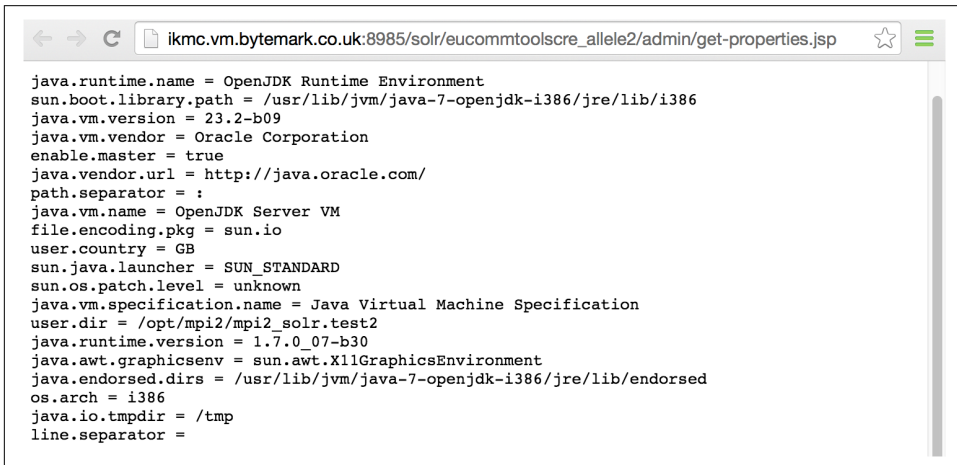 ikmc.vm.bytemark.co.uk:8985/solr/eucommtoolscre_allele2/admin/get-properties.jsp
java.runtime.name = OpenJDK Runtime Environment
sun.boot.library.path = /usr/lib/jvm/java-7-openjdk-i386/jre/lib/i386
java.vm.version = 23.2-b09
java.vm.vendor = Oracle Corporation
enable.master = true
java.vendor.url = http://java.oracle.com/
path.separator = :
java.vm.name = OpenJDK Server VM
file.encoding.pkg = sun.io
user.country = GB
sun.java.launcher = SUN_STANDARD
sun.os.patch.level = unknown
java.vm.specification.name = Java Virtual Machine Specification
user.dir = /opt/mpi2/mpi2_solr.test2
java.runtime.version = 1.7.0_07-b30
java.awt.graphicsenv = sun.awt.X11GraphicsEnvironment
java.endorsed.dirs = /usr/lib/jvm/java-7-openjdk-i386/jre/lib/endorsed
os.arch = i386
java.io.tmpdir = /tmp
line.separator =